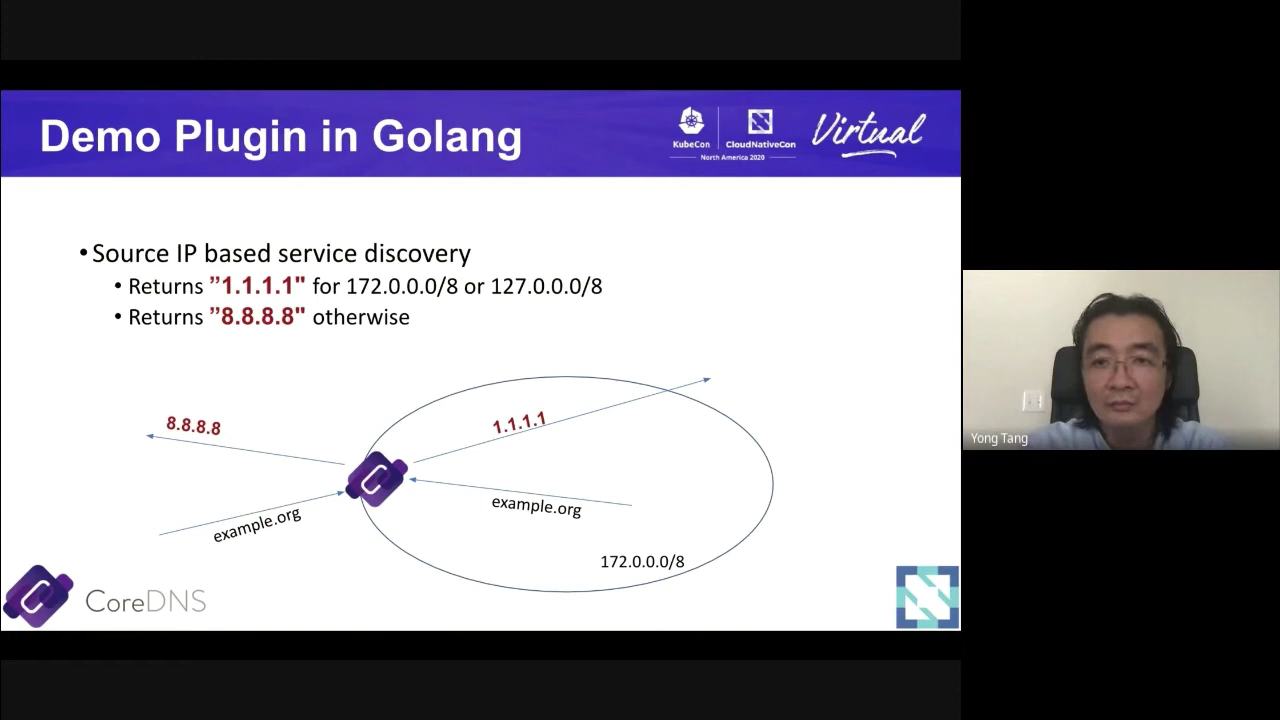 Demo Plugin in Golang
KubeCon
CloudNativeCon
North America 2020
Virtual
•Source IP based service discovery
• Returns ”1.1.1.1" for 172.0.0.0/8 or 127.0.0.0/8
• Returns ”8.8.8.8" otherwise
8.8.8.8
1.1.1.1
example.org
example.org
172.0.0.0/8
CoreDNS
Yong Tang